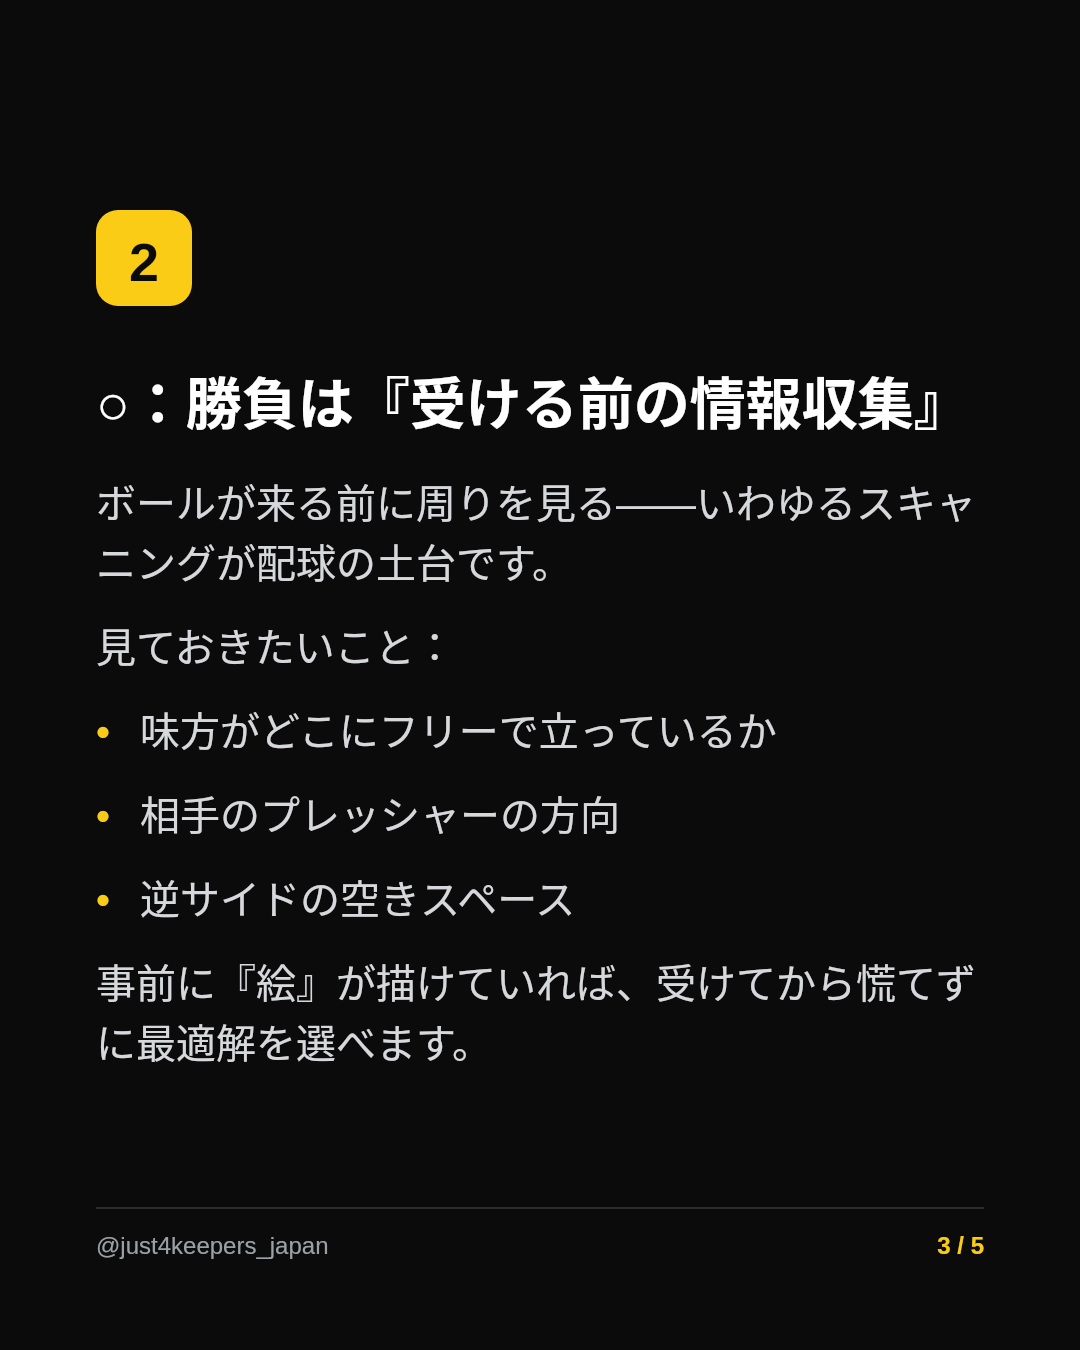 2
○：勝負は『受ける前の情報収集』
ボールが来る前に周りを見る——いわゆるスキャ
ニングが配球の土台です。
見ておきたいこと：
• 味方がどこにフリーで立っているか
• 相手のプレッシャーの方向
• 逆サイドの空きスペース
事前に『絵』が描けていれば、受けてから慌てず
に最適解を選べます。
@just4keepers_japan
3 / 5